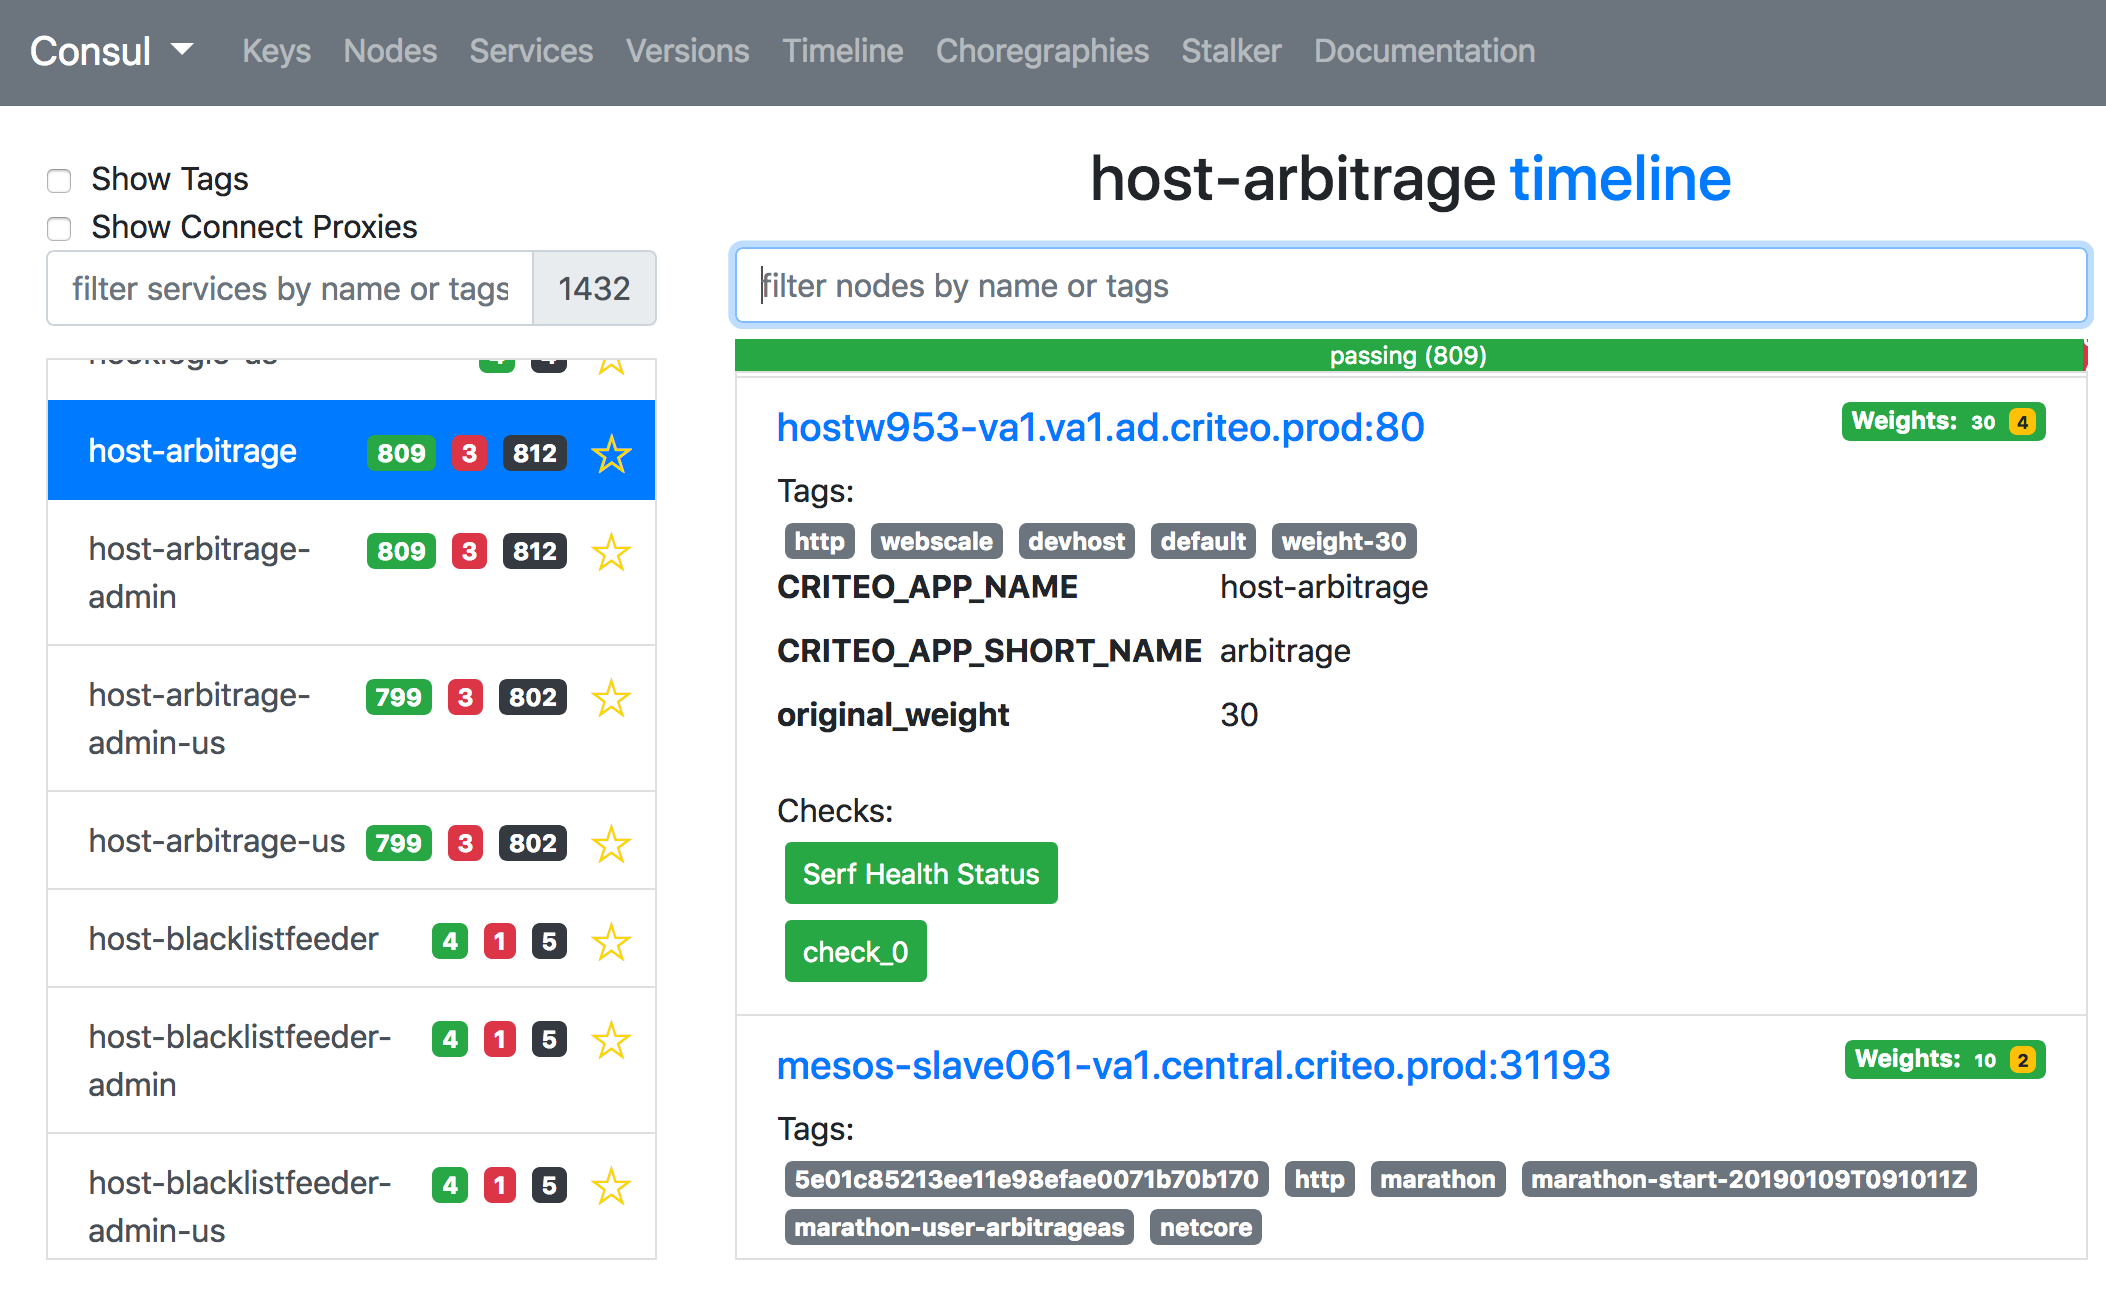 Consul Keys Nodes Services Versions Timeline Choregraphies Stalker Documentation
Show Tags
Show Connect Proxies
filter services by name or tags 1432
host-arbitrage 809 3 812
host-arbitrage-
admin 809 3 812
host-arbitrage-
admin-us 799 3 802
host-arbitrage-us 799 3 802
host-blacklistfeeder 4 1 5
host-blacklistfeeder-
admin 4 1 5
host-blacklistfeeder-
admin-us 4 1 5
host-arbitrage timeline
filter nodes by name or tags
passing (809)
hostw953-va1.va1.ad.criteo.prod:80 Weights: 30 4
Tags:
http webscale devhost default weight-30
CRITEO_APP_NAME host-arbitrage
CRITEO_APP_SHORT_NAME arbitrage
original_weight 30
Checks:
Serf Health Status
check_0
mesos-slave061-va1.central.criteo.prod:31193 Weights: 10 2
Tags:
5e01c85213ee11e98efae0071b70b170 http marathon marathon-start-20190109T091011Z
marathon-user-arbitrageas netcore